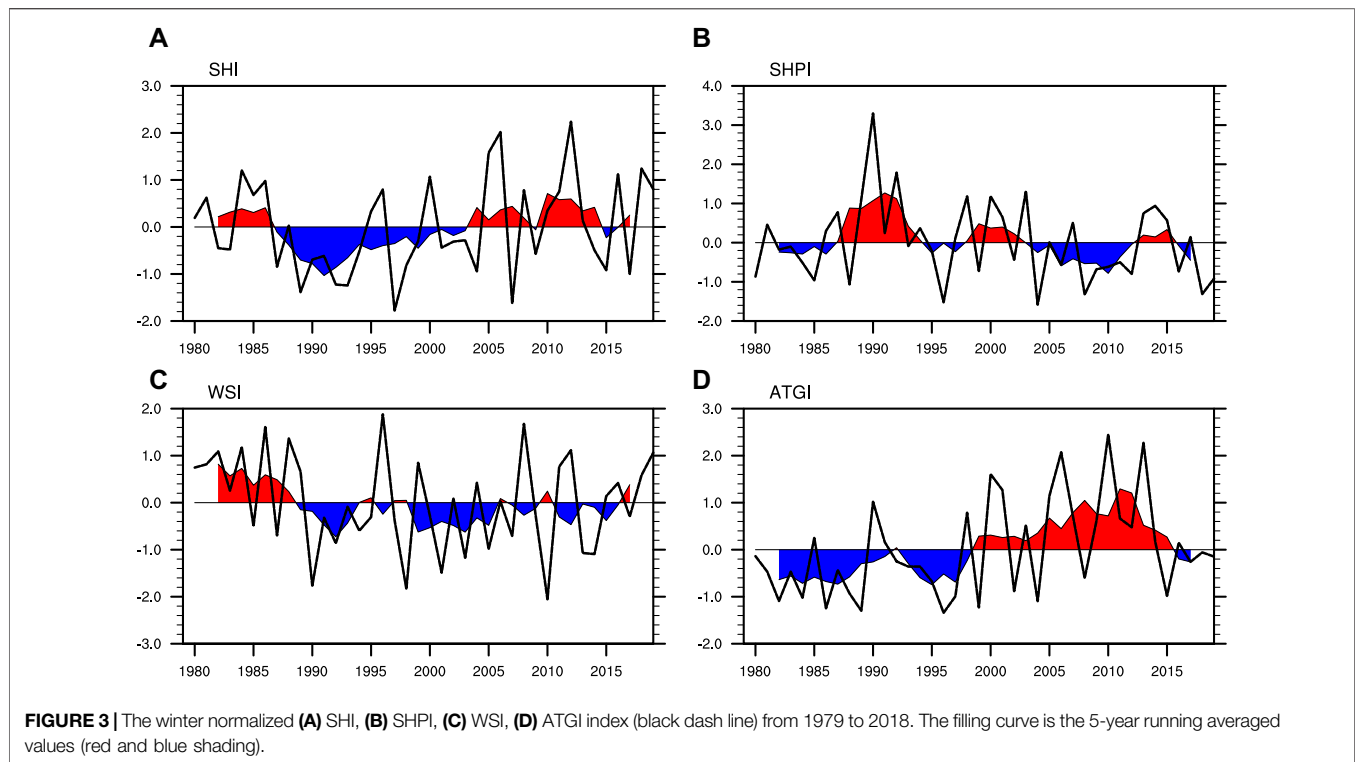 A
SHI
3.0
2.0
1.0
0.0
-1.0
-2.0
1980 1985 1990 1995 2000 2005 2010 2015
B
SHPI
4.0
3.0
2.0
1.0
0.0
-1.0
-2.0
1980 1985 1990 1995 2000 2005 2010 2015
C
WSI
2.0
1.0
0.0
-1.0
-2.0
-3.0
1980 1985 1990 1995 2000 2005 2010 2015
D
ATGI
3.0
2.0
1.0
0.0
-1.0
-2.0
1980 1985 1990 1995 2000 2005 2010 2015
FIGURE 3 | The winter normalized (A) SHI, (B) SHPI, (C) WSI, (D) ATGI index (black dash line) from 1979 to 2018. The filling curve is the 5-year running averaged
values (red and blue shading).